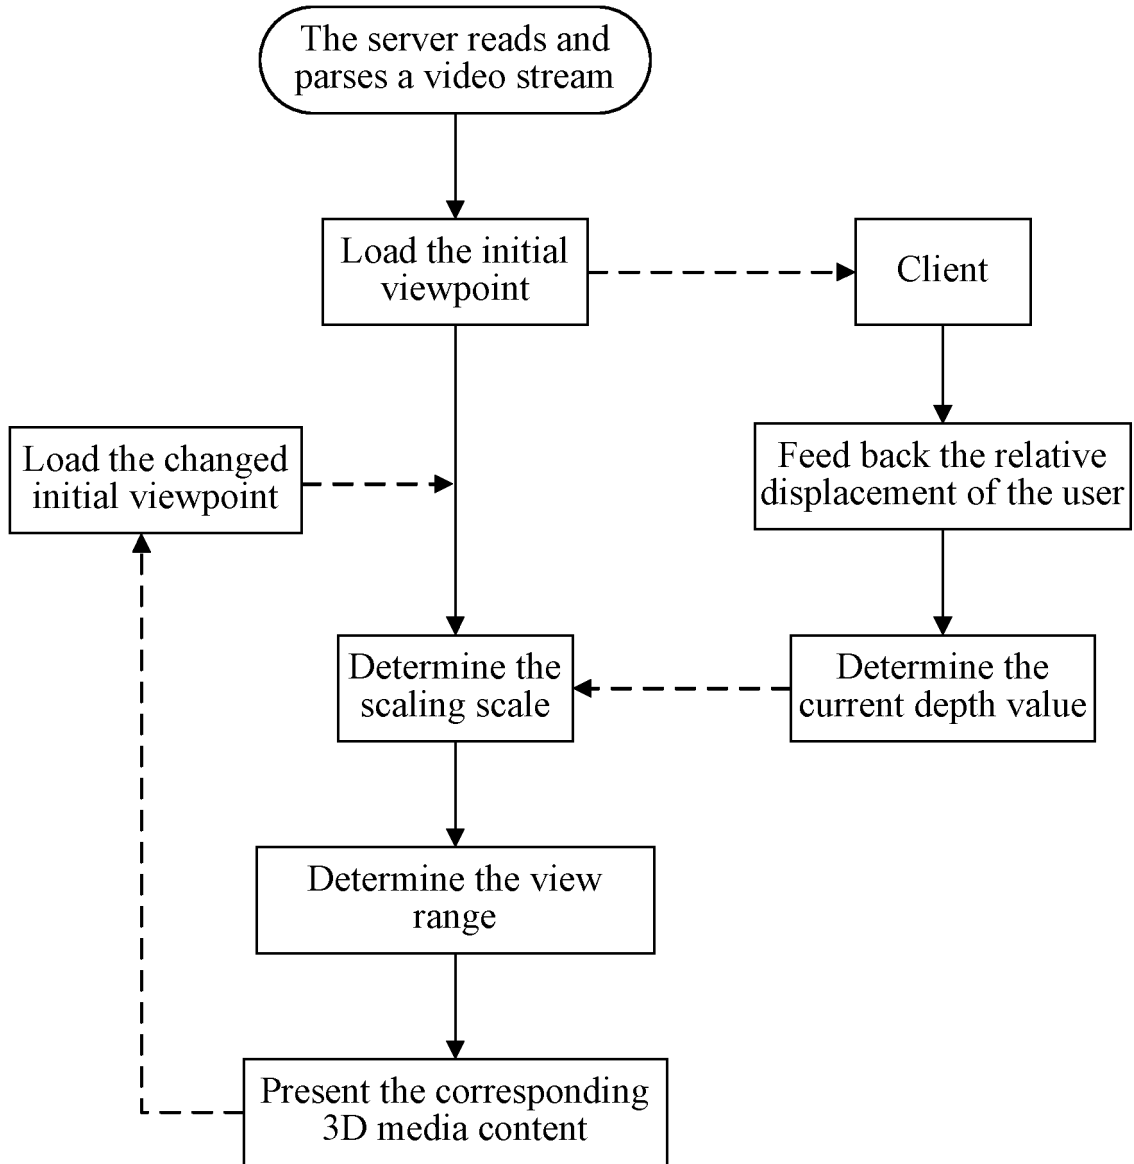 The server reads and
parses a video stream
Load the initial
viewpoint
Client
Load the changed
initial viewpoint
Feed back the relative
displacement of the user
Determine the
scaling scale
Determine the
current depth value
Determine the view
range
Present the corresponding
3D media content